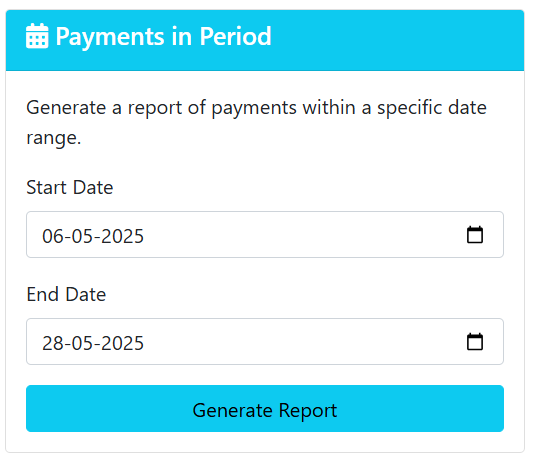 Payments in Period
Generate a report of payments within a specific date
range.
Start Date
06-05-2025
End Date
28-05-2025
Generate Report